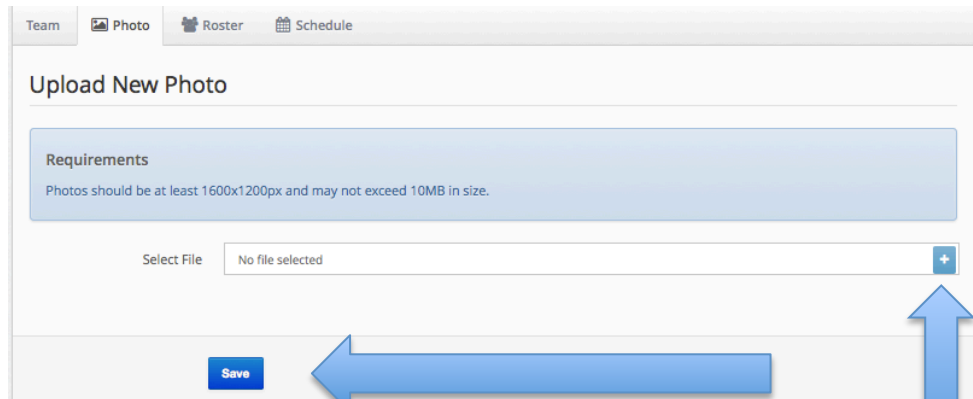 Team Photo Roster Schedule
Upload New Photo
Requirements
Photos should be at least 1600x1200px and may not exceed 10MB in size.
Select File No file selected +
Save